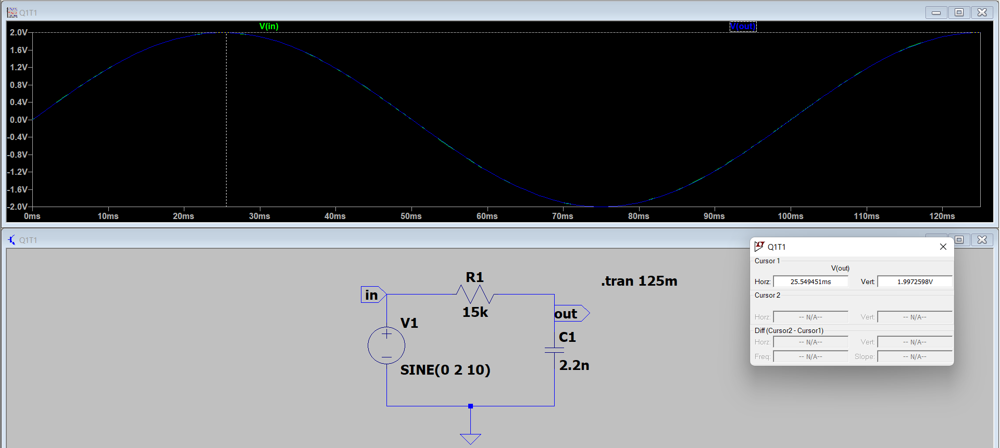 Q1T1
V(in) V(out)
2.0V
1.6V
1.2V
0.8V
0.4V
0.0V
-0.4V
-0.8V
-1.2V
-1.6V
-2.0V
0ms 10ms 20ms 30ms 40ms 50ms 60ms 70ms 80ms 90ms 100ms 110ms 120ms
Q1T1
in
R1
15k
.tran 125m
V1
SINE(0 2 10)
out
C1
2.2n
Q1T1
Cursor 1
V(out)
Horz: 25.549451ms Vert: 1.9972598V
Cursor 2
Horz: -- N/A-- Vert: -- N/A--
Diff (Cursor2 - Cursor1)
Horz: -- N/A-- Vert: -- N/A--
Freq: -- N/A-- Slope: -- N/A--